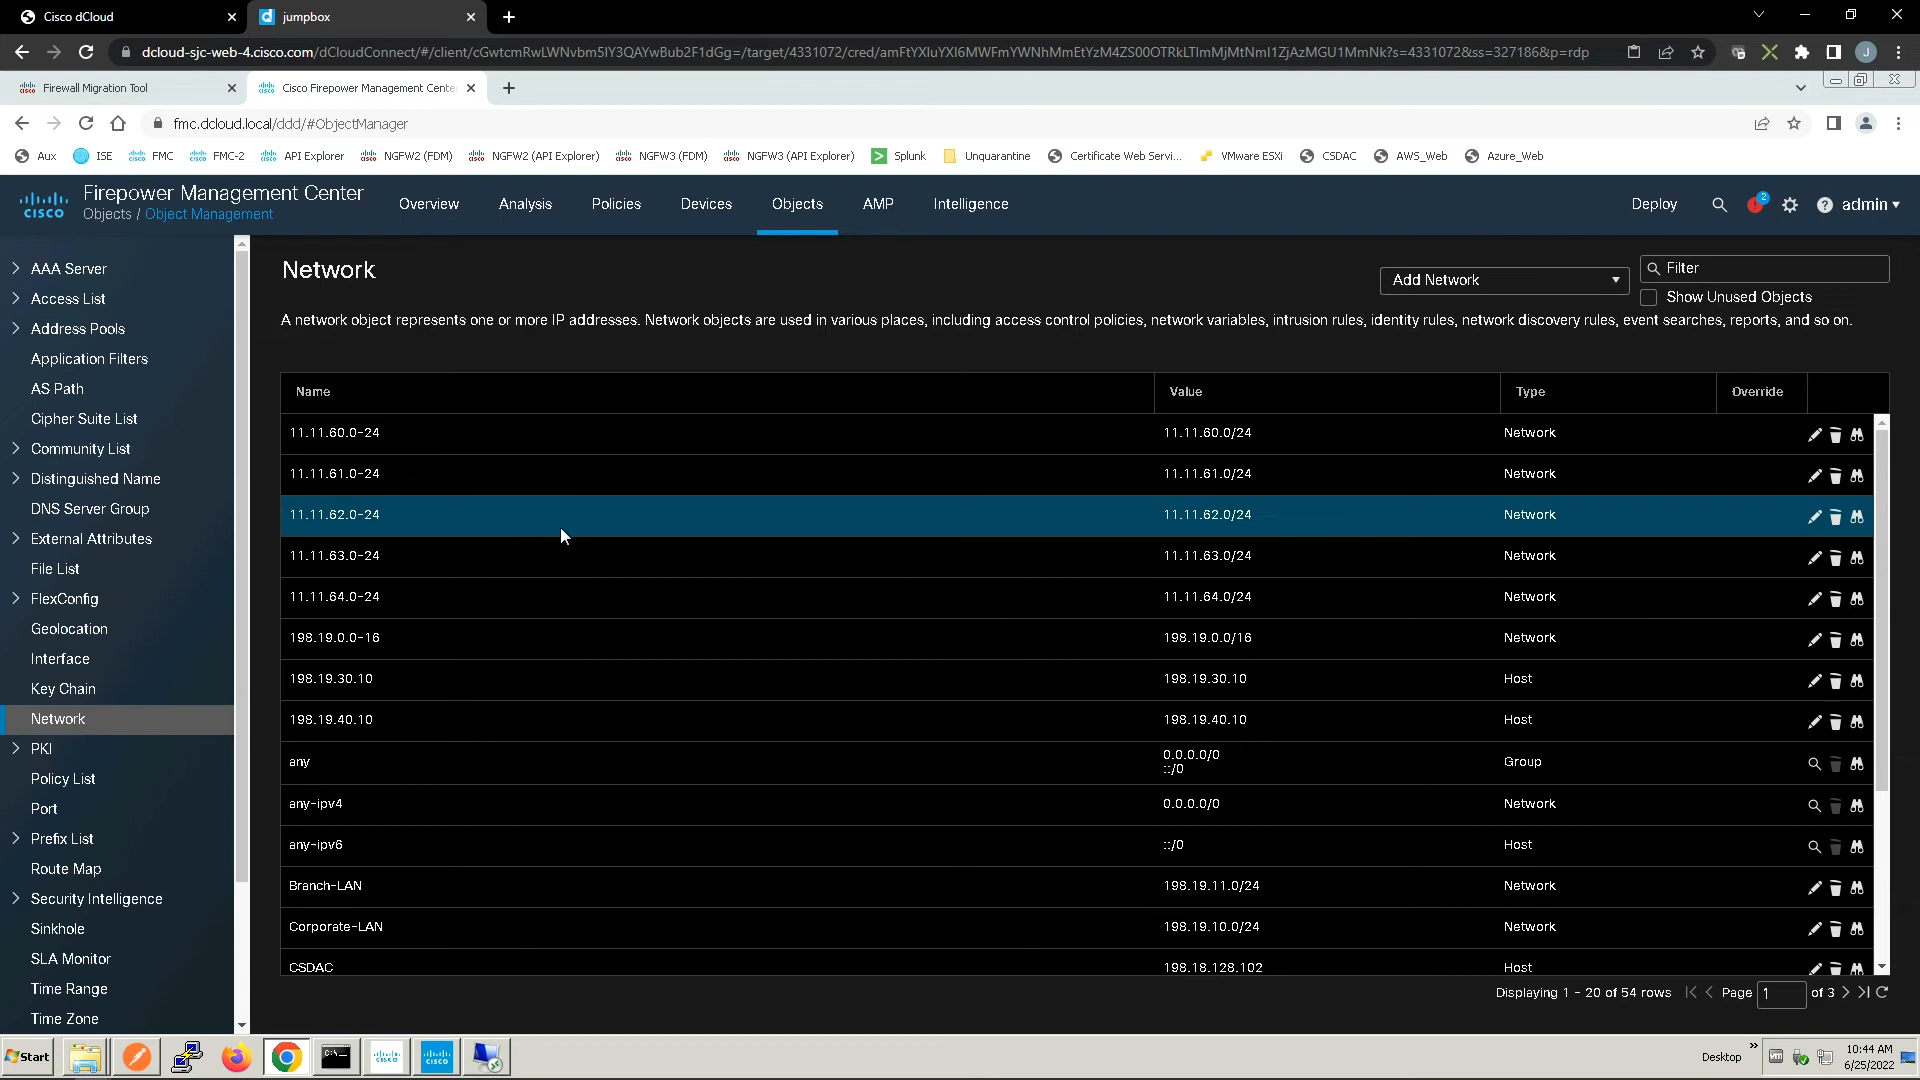 Cisco dCloud
jumpbox
dcloud-sjc-web-4.cisco.com/dCloudConnect/#/client/
Firewall Migration Tool
Cisco Firepower Management Cente
fmc.dcloud.local/ddd/#ObjectManager
Aux ISE FMC FMC-2 API Explorer NGFW2 (FDM) NGFW2 (API Explorer) NGFW3 (FDM) NGFW3 (API Explorer) Splunk Unquarantine Certificate Web Servi... VMware ESXi CSDAC AWS_Web Azure_Web
CISCO
Firepower Management Center
Objects / Object Management
Overview Analysis Policies Devices Objects AMP Intelligence
Deploy 2 admin
AAA Server
Access List
Address Pools
Application Filters
AS Path
Cipher Suite List
Community List
Distinguished Name
DNS Server Group
External Attributes
File List
FlexConfig
Geolocation
Interface
Key Chain
Network
PKI
Policy List
Port
Prefix List
Route Map
Security Intelligence
Sinkhole
SLA Monitor
Time Range
Time Zone
Network
Add Network
Filter
Show Unused Objects
A network object represents one or more IP addresses. Network objects are used in various places, including access control policies, network variables, intrusion rules, identity rules, network discovery rules, event searches, reports, and so on.
Name Value Type Override
11.11.60.0-24 11.11.60.0/24 Network
11.11.61.0-24 11.11.61.0/24 Network
11.11.62.0-24 11.11.62.0/24 Network
11.11.63.0-24 11.11.63.0/24 Network
11.11.64.0-24 11.11.64.0/24 Network
198.19.0.0-16 198.19.0.0/16 Network
198.19.30.10 198.19.30.10 Host
198.19.40.10 198.19.40.10 Host
any 0.0.0.0/0 Group
::/0
any-ipv4 0.0.0.0/0 Network
any-ipv6 ::/0 Host
Branch-LAN 198.19.11.0/24 Network
Corporate-LAN 198.19.10.0/24 Network
CSDAC 198.18.128.102 Host
Displaying 1 - 20 of 54 rows Page 1 of 3
Start
Desktop
10:44 AM
6/25/2022